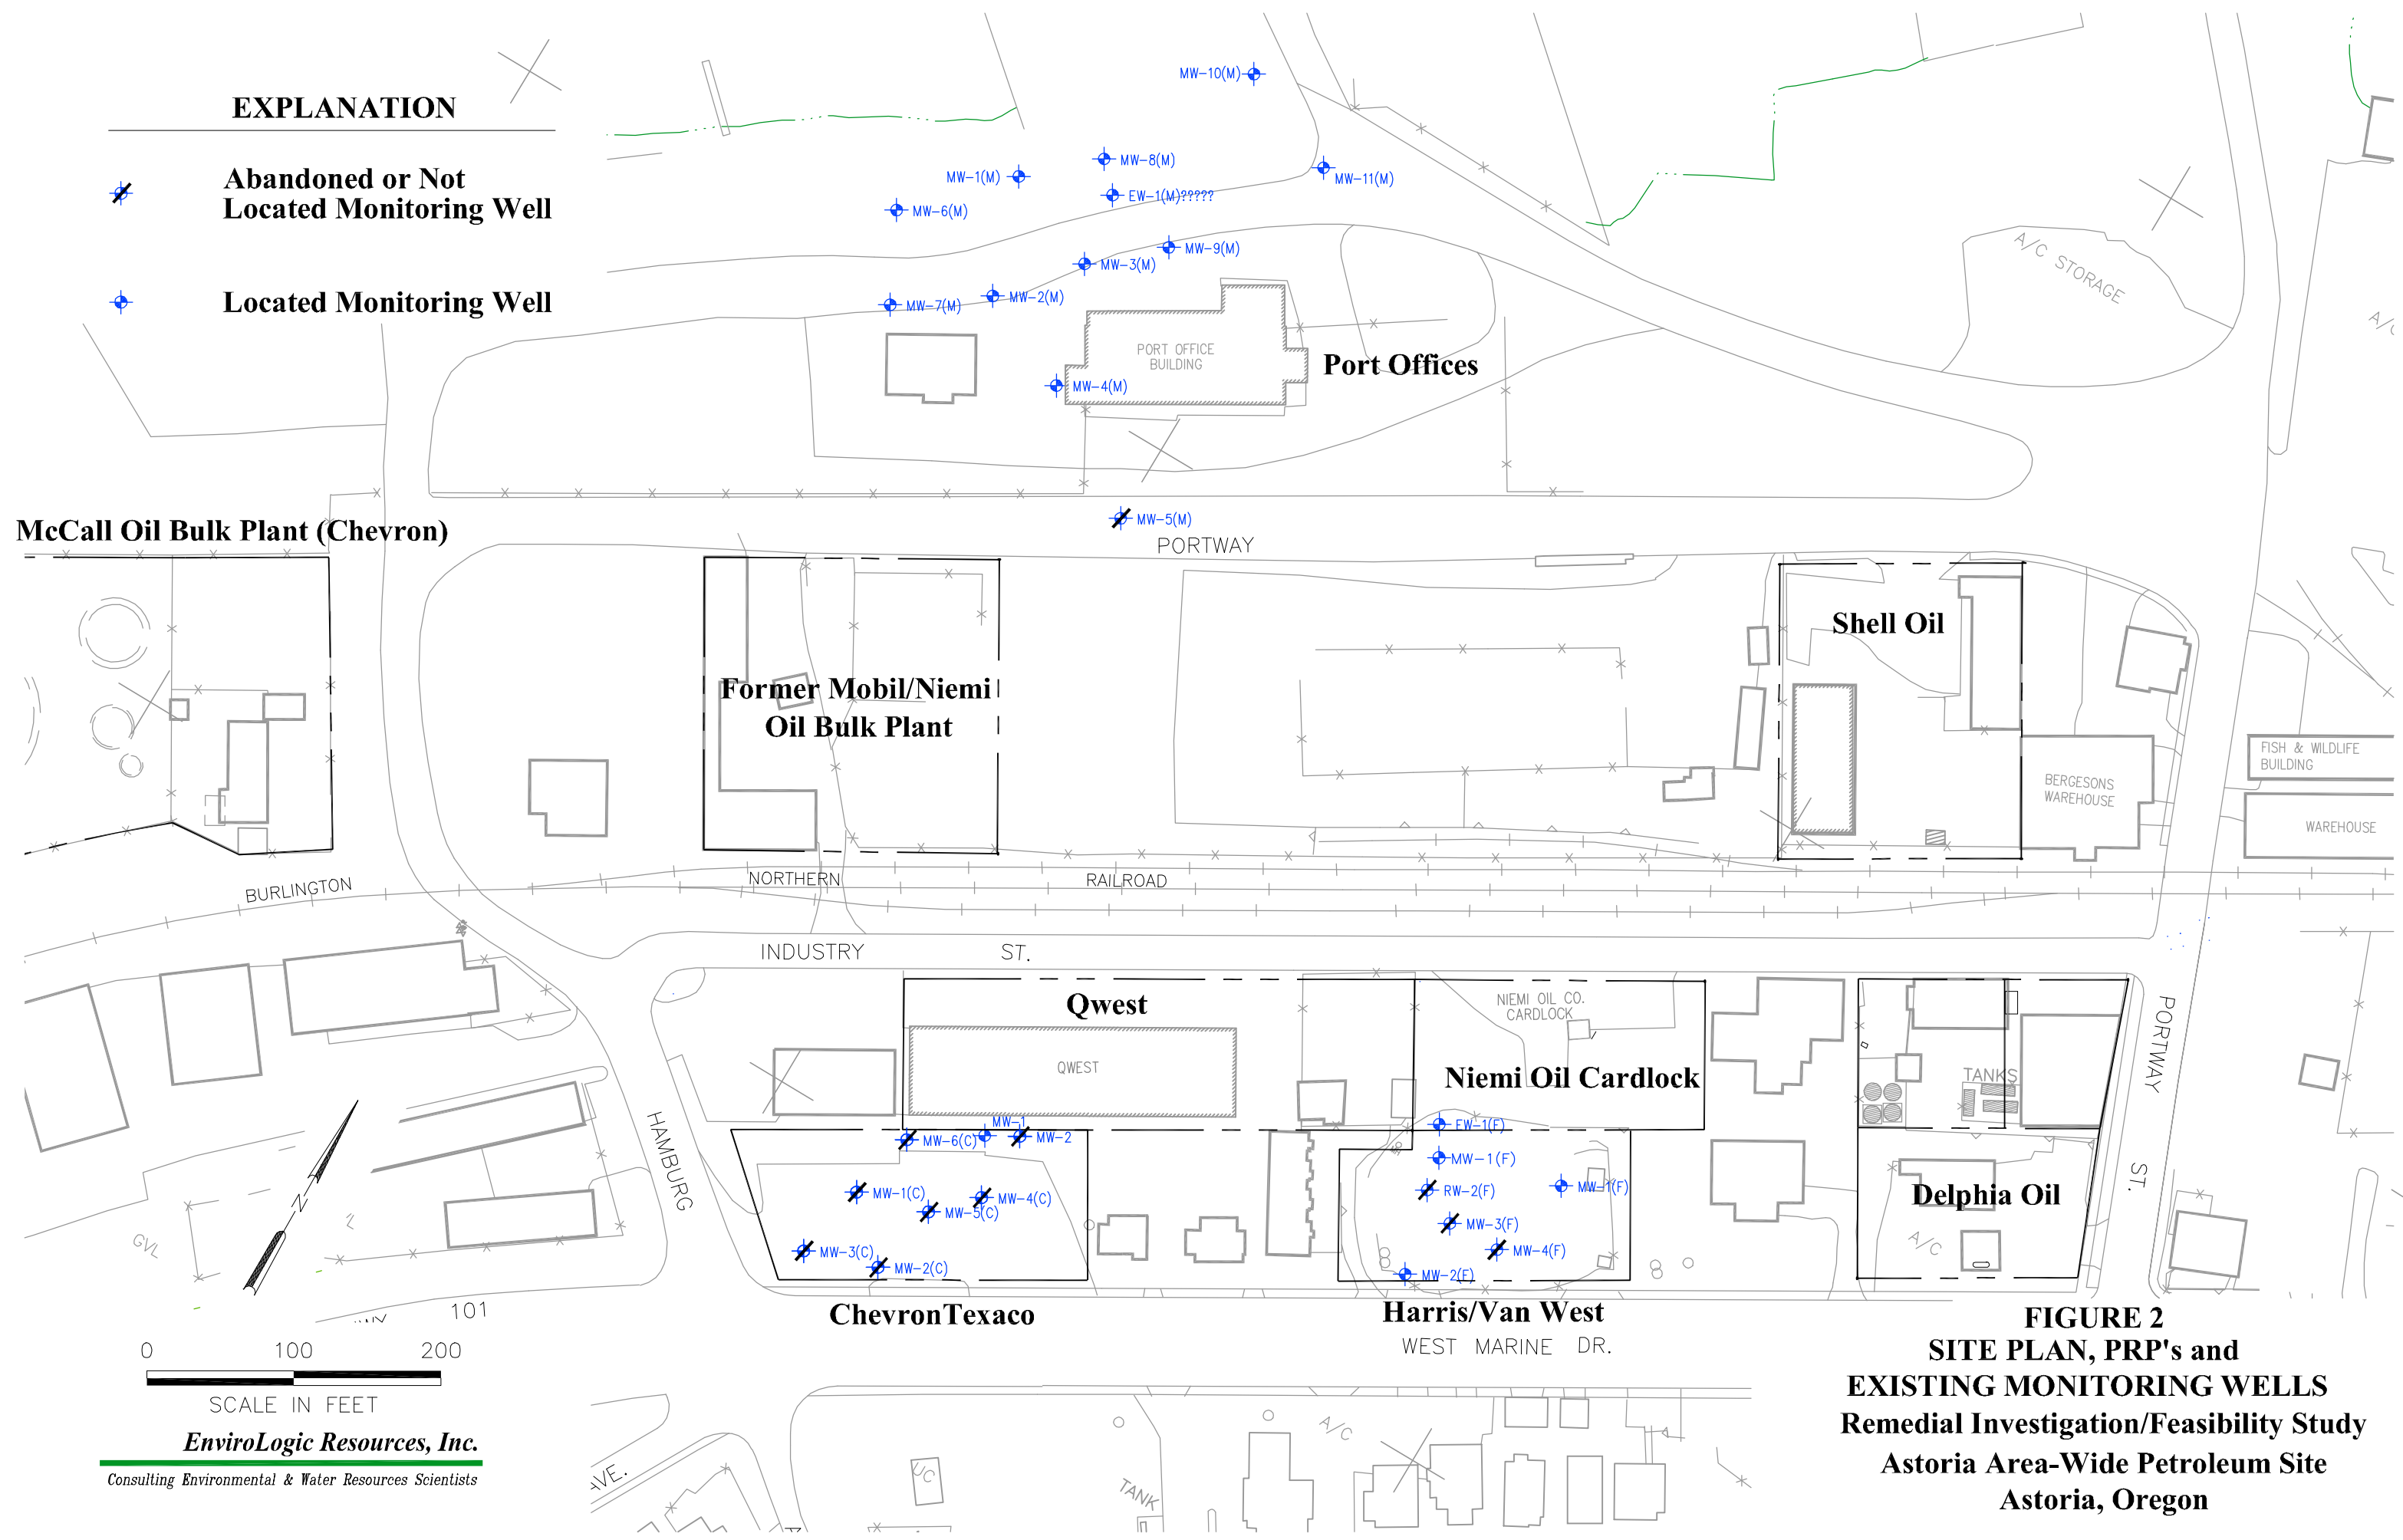 EXPLANATION
Abandoned or Not
Located Monitoring Well
Located Monitoring Well
MW-10(M)
MW-8(M)
MW-1(M)
MW-11(M)
EW-1(M)?????
MW-6(M)
MW-9(M)
MW-3(M)
MW-2(M)
MW-7(M)
A/C STORAGE
PORT OFFICE
BUILDING
Port Offices
MW-4(M)
MW-5(M)
PORTWAY
McCall Oil Bulk Plant (Chevron)
Former Mobil/Niemi
Oil Bulk Plant
Shell Oil
BERGESONS
WAREHOUSE
FISH & WILDLIFE
BUILDING
WAREHOUSE
BURLINGTON
NORTHERN
RAILROAD
INDUSTRY
ST.
Qwest
QWEST
NIEMI OIL CO.
CARDLOCK
Niemi Oil Cardlock
TANKS
PORTWAY
ST.
HAMBURG
MW-1
MW-6(C)
MW-2
MW-1(C)
MW-4(C)
MW-5(C)
MW-3(C)
MW-2(C)
EW-1(F)
MW-1(F)
RW-2(F)
MW-1(F)
MW-3(F)
MW-4(F)
MW-2(F)
Delphia Oil
A/C
GVL
N
101
ChevronTexaco
Harris/Van West
WEST MARINE DR.
0 100 200
SCALE IN FEET
EnviroLogic Resources, Inc.
Consulting Environmental & Water Resources Scientists
AVE.
UC
TANK
A/C
FIGURE 2
SITE PLAN, PRP's and
EXISTING MONITORING WELLS
Remedial Investigation/Feasibility Study
Astoria Area-Wide Petroleum Site
Astoria, Oregon